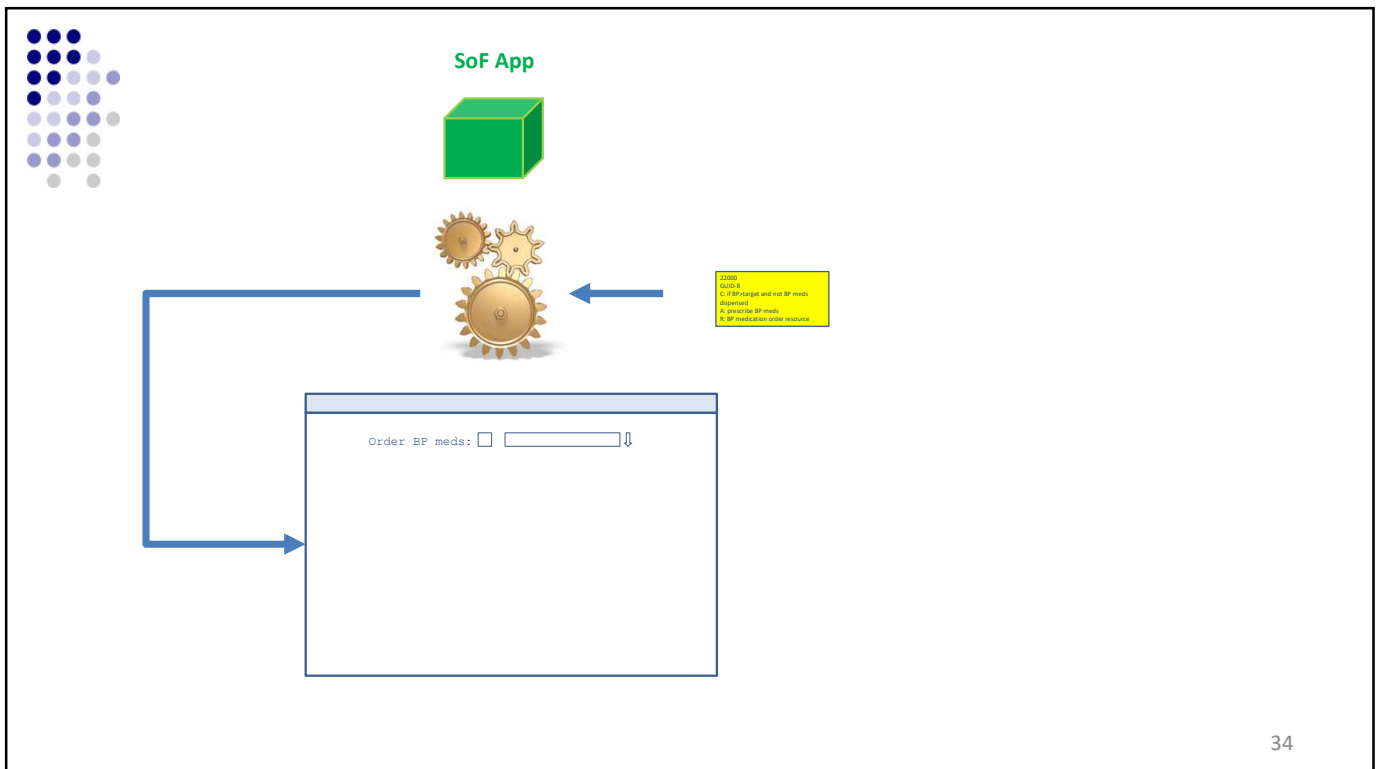 SoF App
22000
GUID-8
C: if BP>target and not BP meds
dispensed
A: prescribe BP meds
R: BP medication order resource
Order BP meds:
34